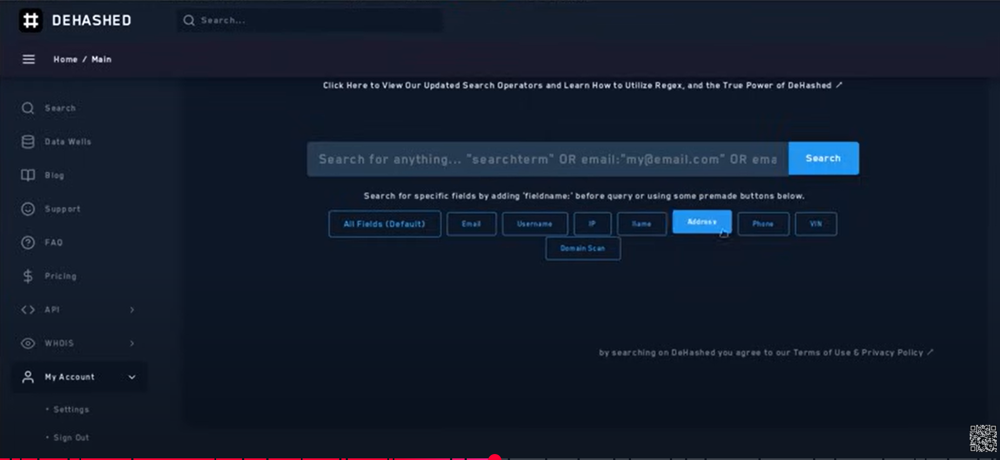 DEHASHED
Search...
Home / Main
Click Here to View Our Updated Search Operators and Learn How to Utilize Regex, and the True Power of DeHashed
Search
Data Wells
Blog
Support
FAQ
Pricing
API
WHOIS
My Account
• Settings
• Sign Out
Search for anything... "searchterm" OR email:"my@email.com" OR ema
Search
Search for specific fields by adding 'fieldname:' before query or using some premade buttons below.
All Fields (Default) Email Username IP Name Address Phone VIN
Domain Scan
by searching on DeHashed you agree to our Terms of Use & Privacy Policy